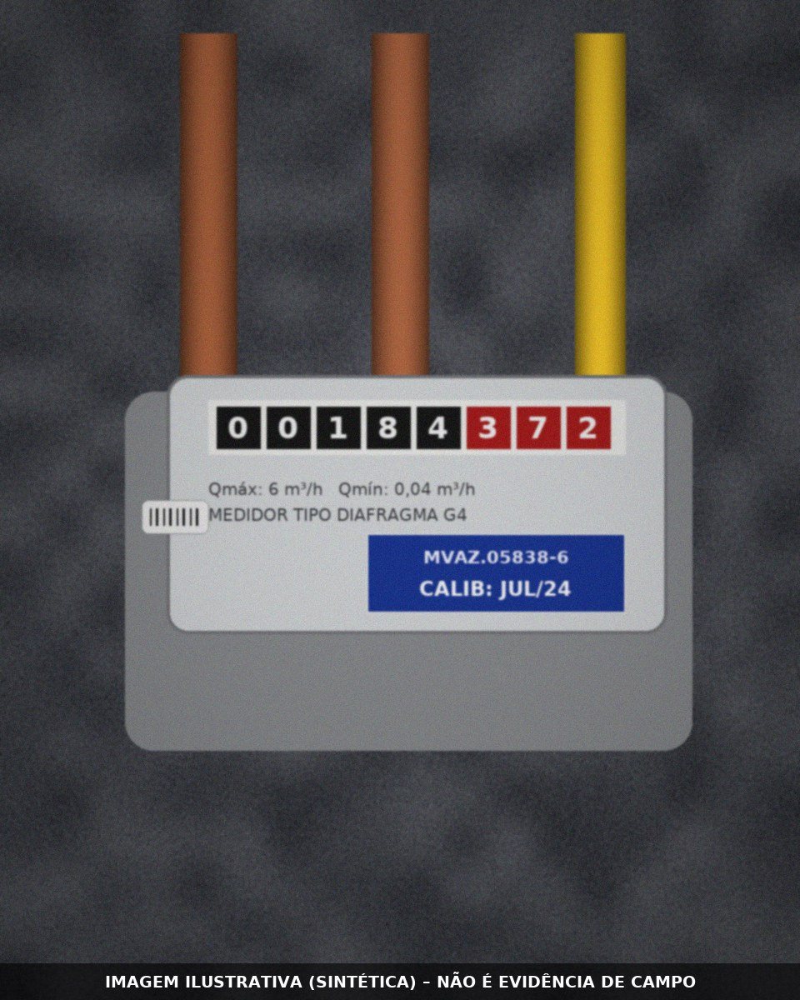 00184372
Qmáx: 6 m³/h Qmín: 0,04 m³/h
MEDIDOR TIPO DIAFRAGMA G4
MVAZ.05838-6
CALIB: JUL/24
IMAGEM ILUSTRATIVA (SINTÉTICA) – NÃO É EVIDÊNCIA DE CAMPO